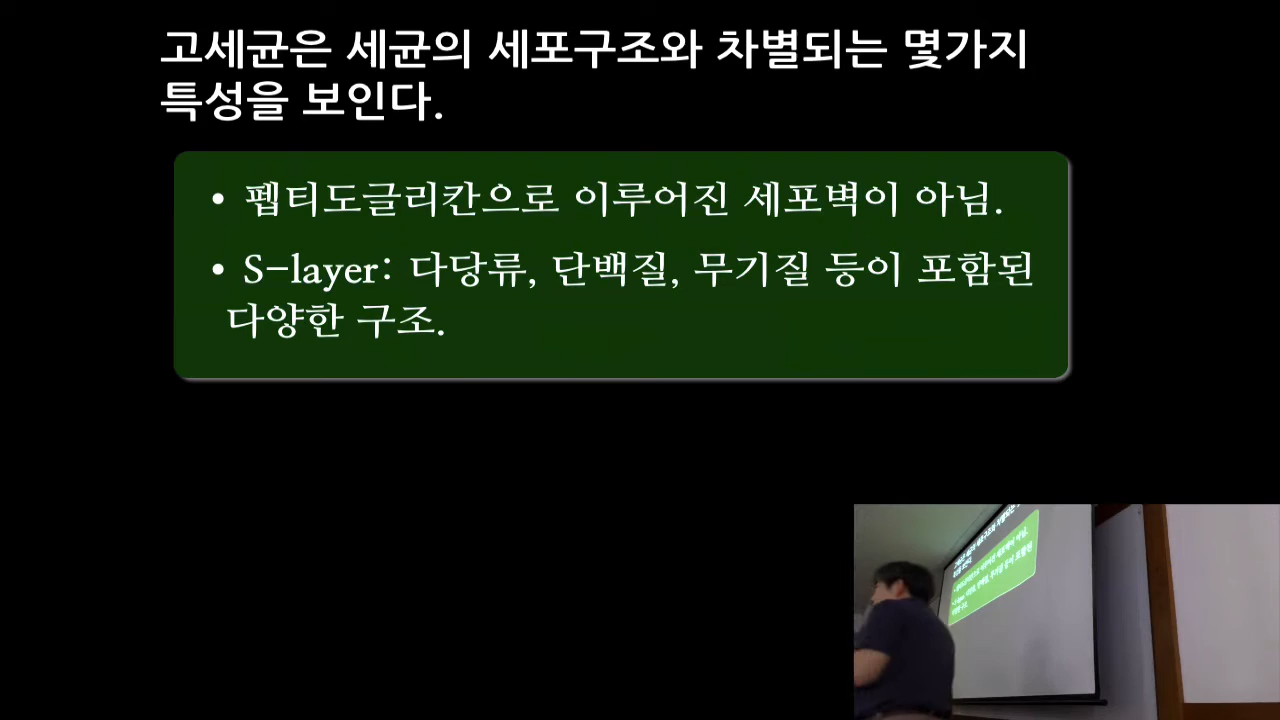 고세균은 세균의 세포구조와 차별되는 몇가지
특성을 보인다.
• 펩티도글리칸으로 이루어진 세포벽이 아님.
• S-layer: 다당류, 단백질, 무기질 등이 포함된
다양한 구조.